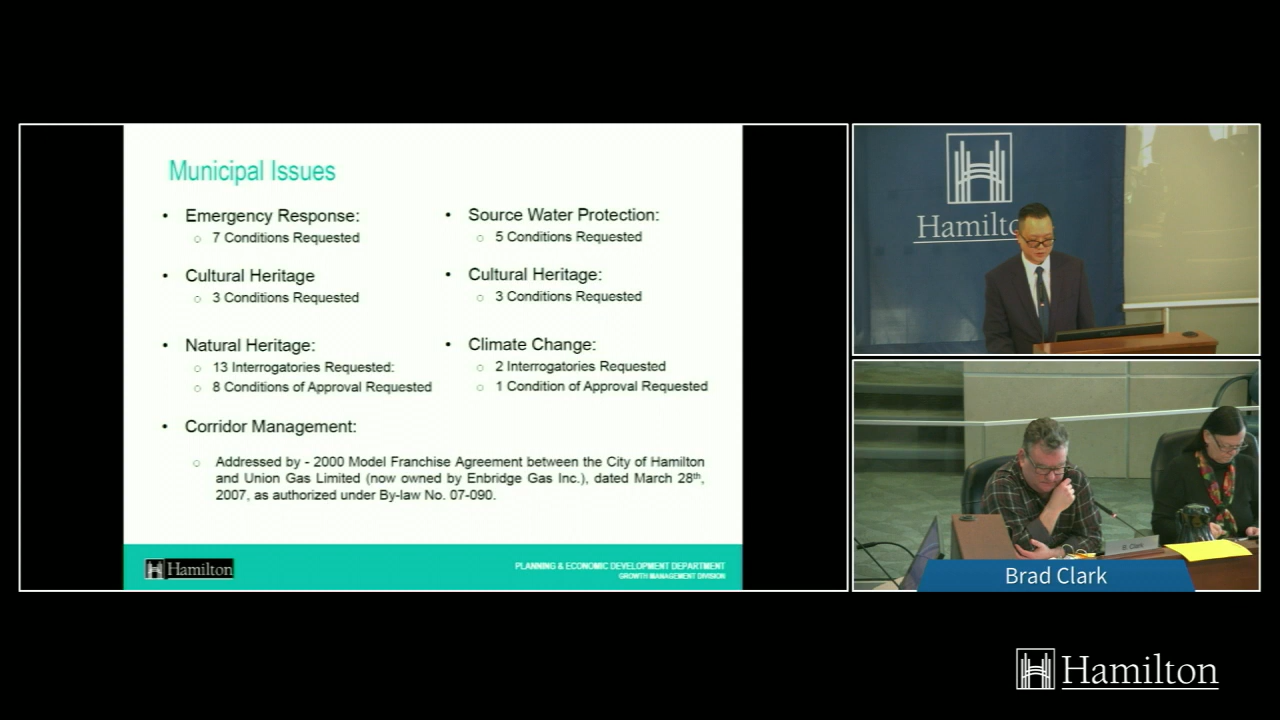 Municipal Issues
• Emergency Response:
○ 7 Conditions Requested
• Cultural Heritage
○ 3 Conditions Requested
• Natural Heritage:
○ 13 Interrogatories Requested:
○ 8 Conditions of Approval Requested
• Source Water Protection:
○ 5 Conditions Requested
• Cultural Heritage:
○ 3 Conditions Requested
• Climate Change:
○ 2 Interrogatories Requested
○ 1 Condition of Approval Requested
• Corridor Management:
○ Addressed by - 2000 Model Franchise Agreement between the City of Hamilton
and Union Gas Limited (now owned by Enbridge Gas Inc.), dated March 28th,
2007, as authorized under By-law No. 07-090.
Hamilton
PLANNING & ECONOMIC DEVELOPMENT DEPARTMENT
GROWTH MANAGEMENT DIVISION
Hamilto
B. Clark
Brad Clark
Hamilton